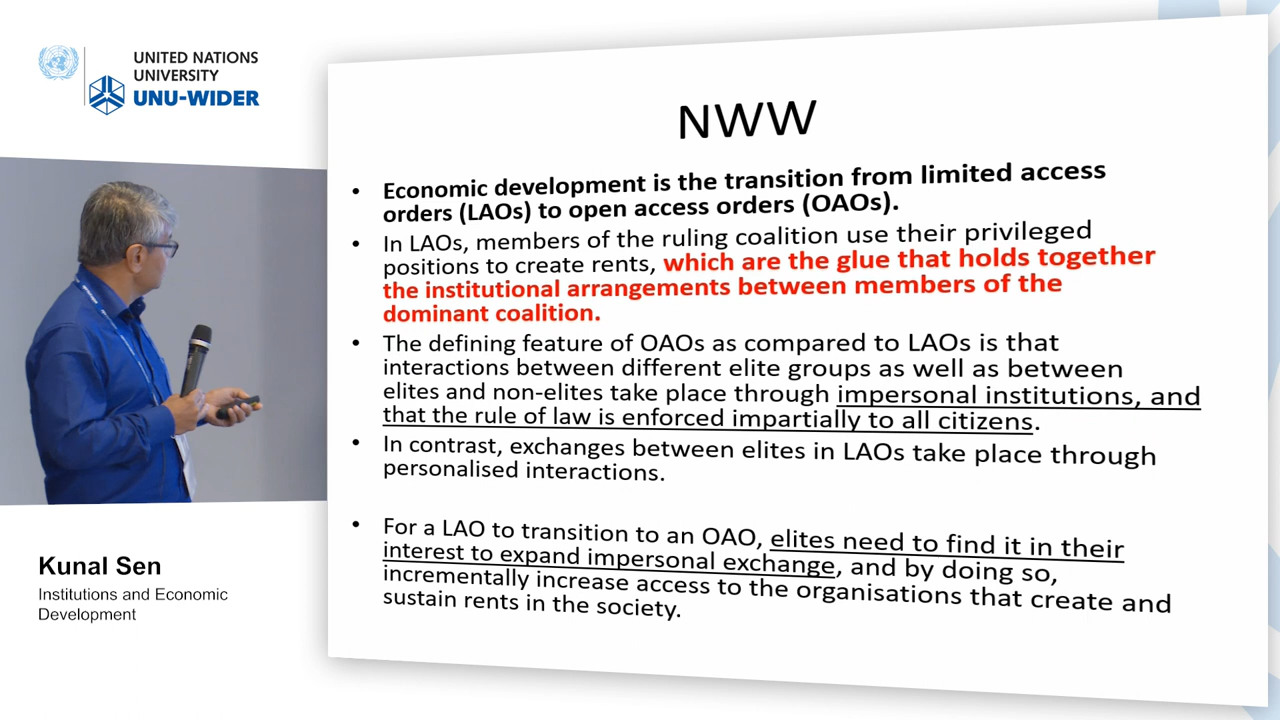 UNITED NATIONS
UNIVERSITY
UNU-WIDER
NWW
• Economic development is the transition from limited access
orders (LAOs) to open access orders (OAOs).
• In LAOs, members of the ruling coalition use their privileged
positions to create rents, which are the glue that holds together
the institutional arrangements between members of the
dominant coalition.
• The defining feature of OAOs as compared to LAOs is that
interactions between different elite groups as well as between
elites and non-elites take place through impersonal institutions, and
that the rule of law is enforced impartially to all citizens.
• In contrast, exchanges between elites in LAOs take place through
personalised interactions.
• For a LAO to transition to an OAO, elites need to find it in their
interest to expand impersonal exchange, and by doing so,
incrementally increase access to the organisations that create and
sustain rents in the society.
Kunal Sen
Institutions and Economic
Development